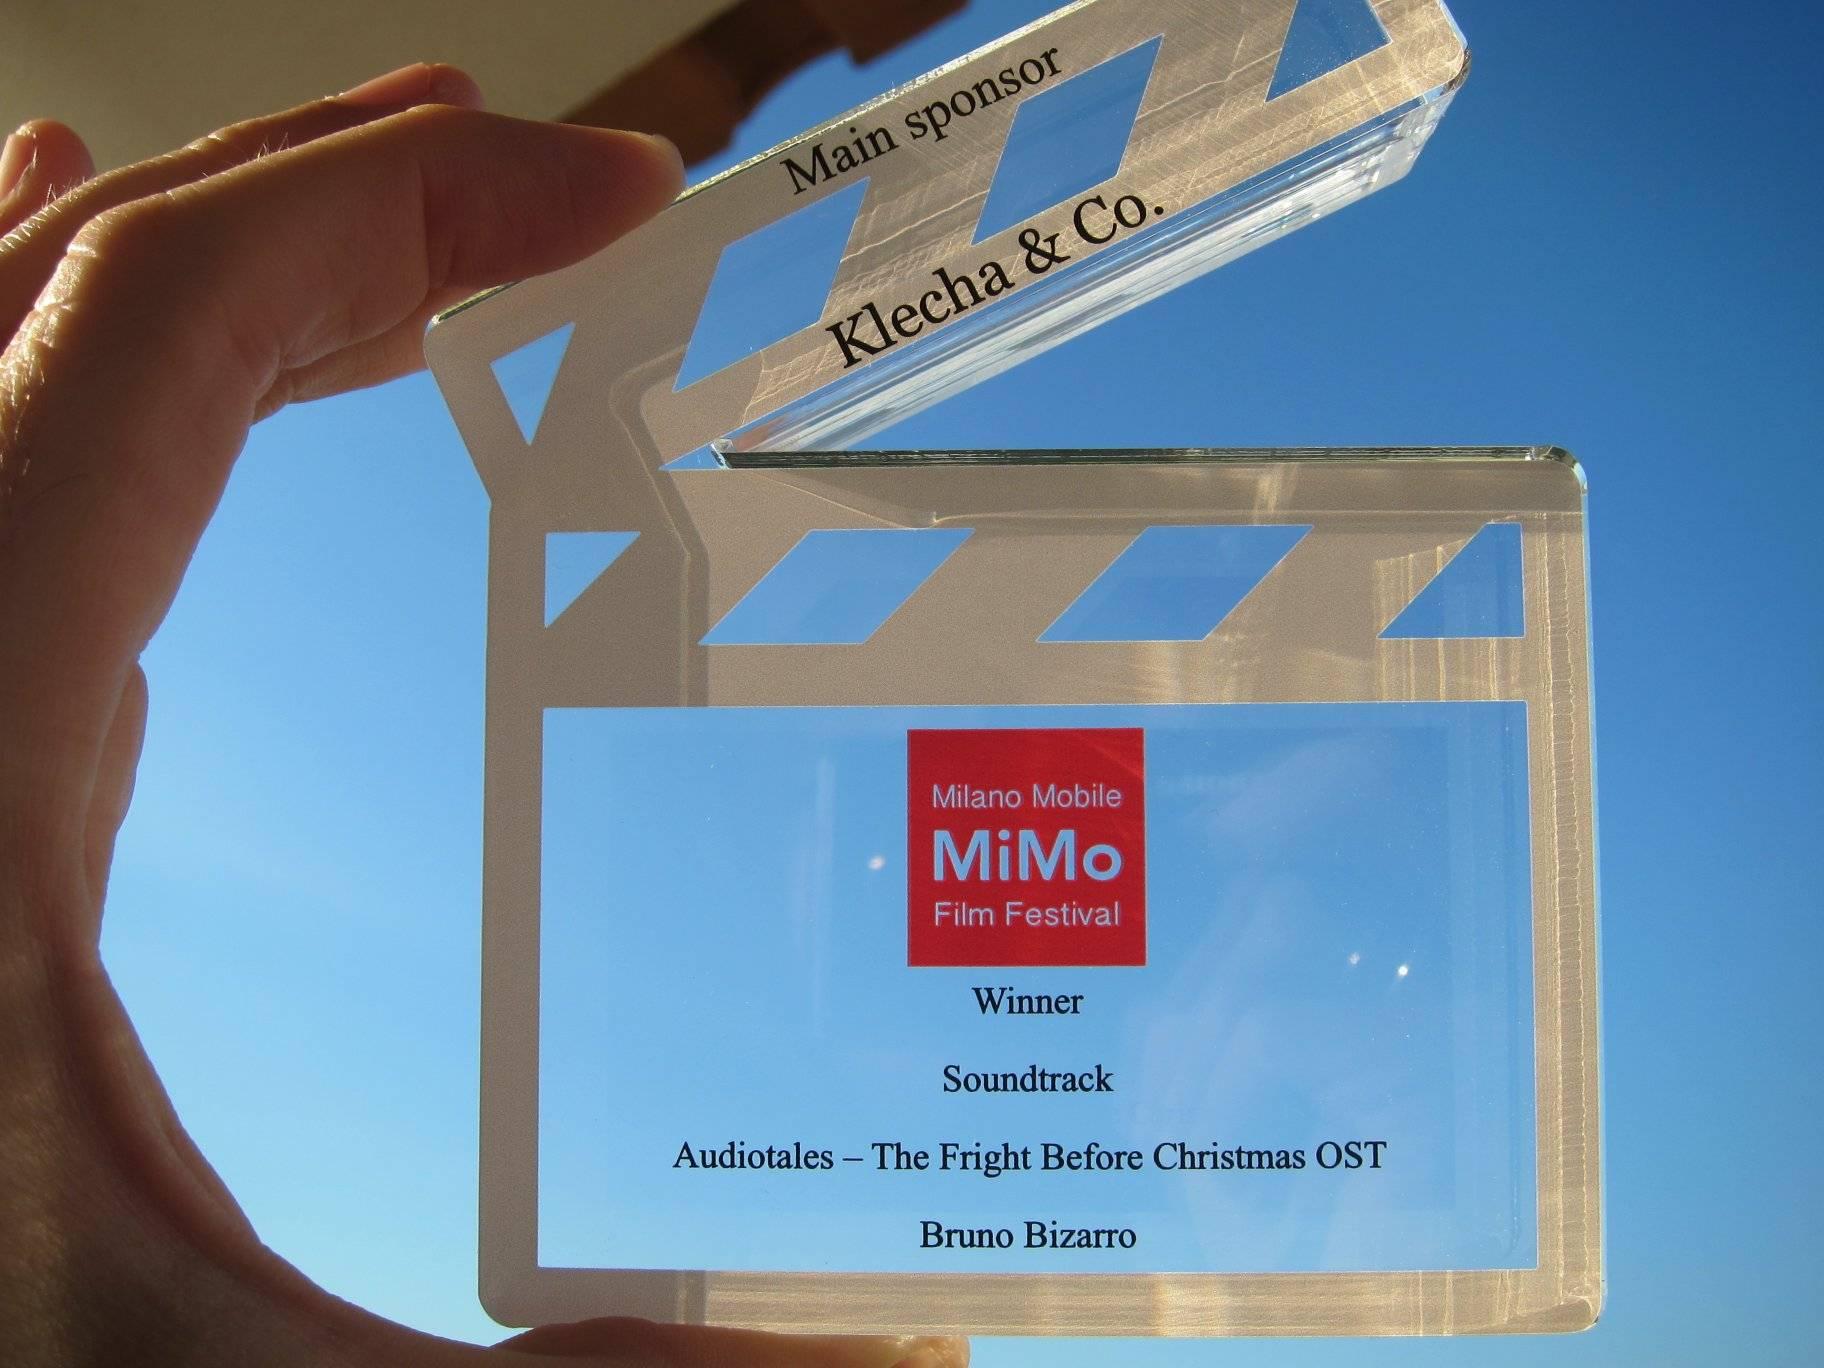 Main sponsor
Klecha & Co.
Milano Mobile
MiMo
Film Festival
Winner
Soundtrack
Audiotales – The Fright Before Christmas OST
Bruno Bizarro